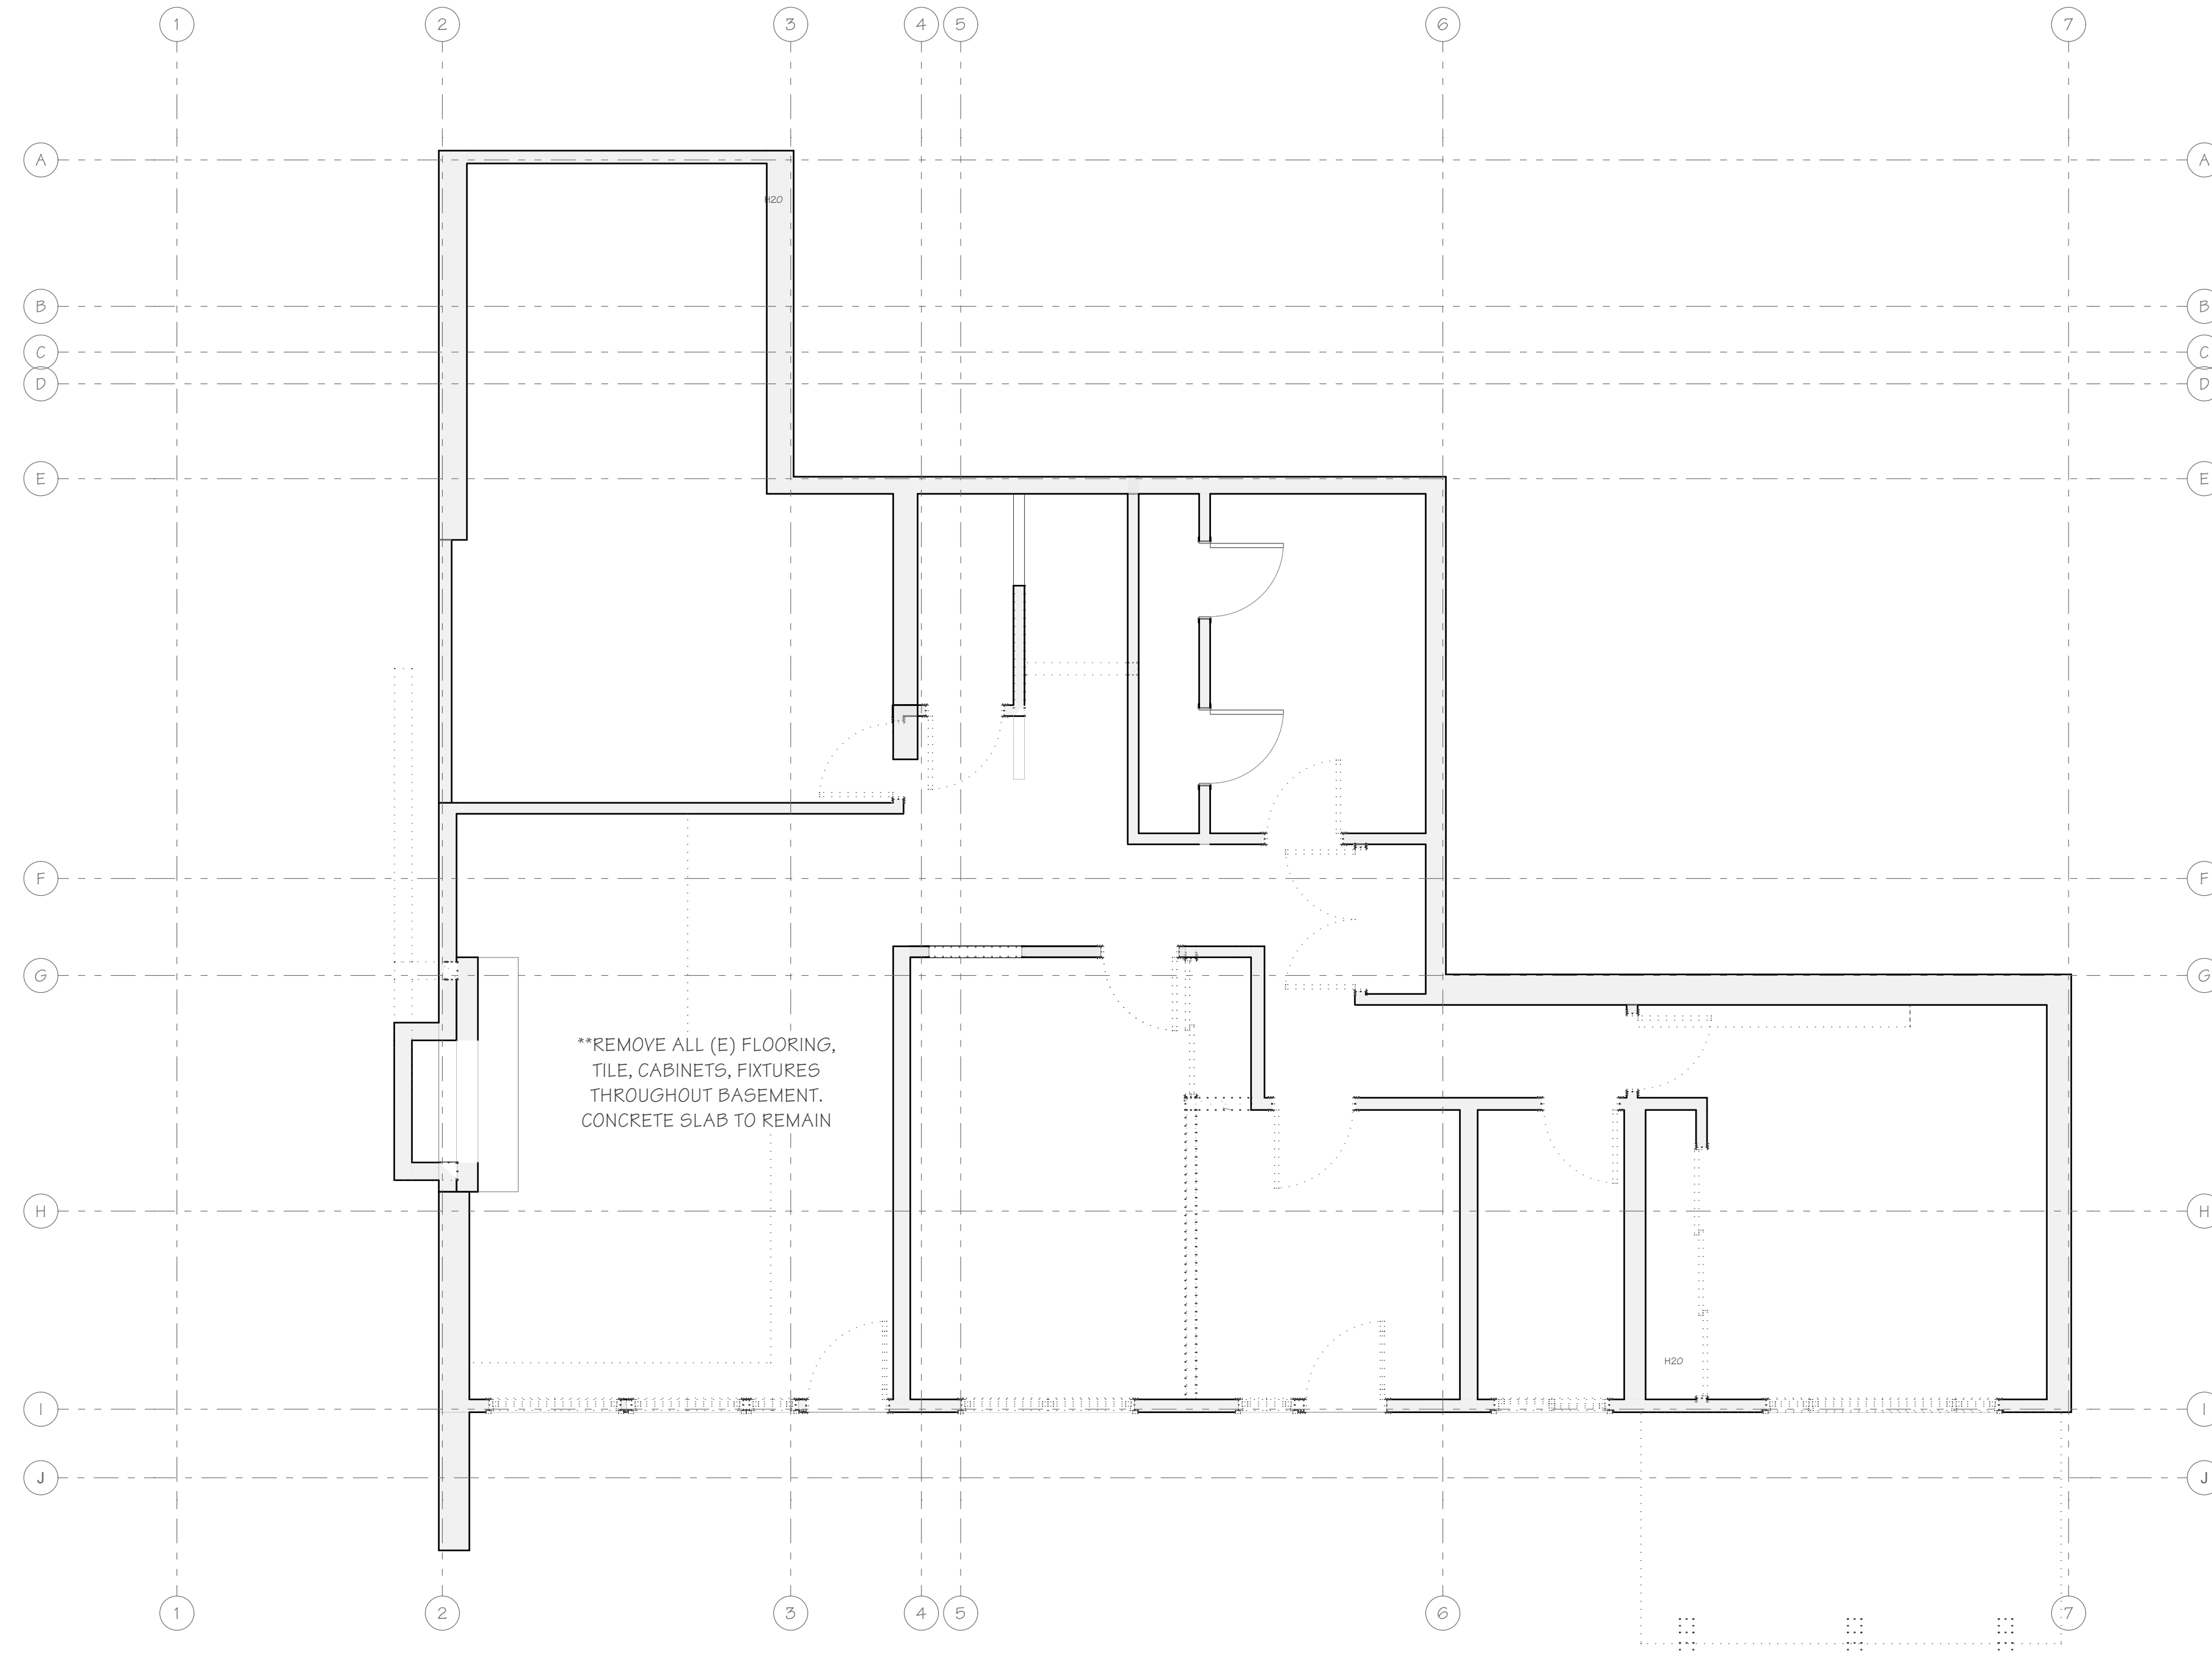 1 2 3 4 5 6 7
A A
H2O
B B
C C
D D
E E
F F
G G
**REMOVE ALL (E) FLOORING,
TILE, CABINETS, FIXTURES
THROUGHOUT BASEMENT.
CONCRETE SLAB TO REMAIN
H H
H2O
I I
J J
1 2 3 4 5 6 7